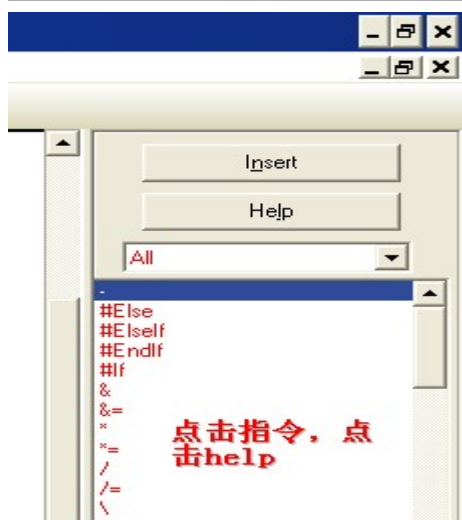 Insert
Help
All
-
#Else
#ElseIf
#EndIf
#If
&
&=
*
*=
/
/=
\
点击指令，点
击help